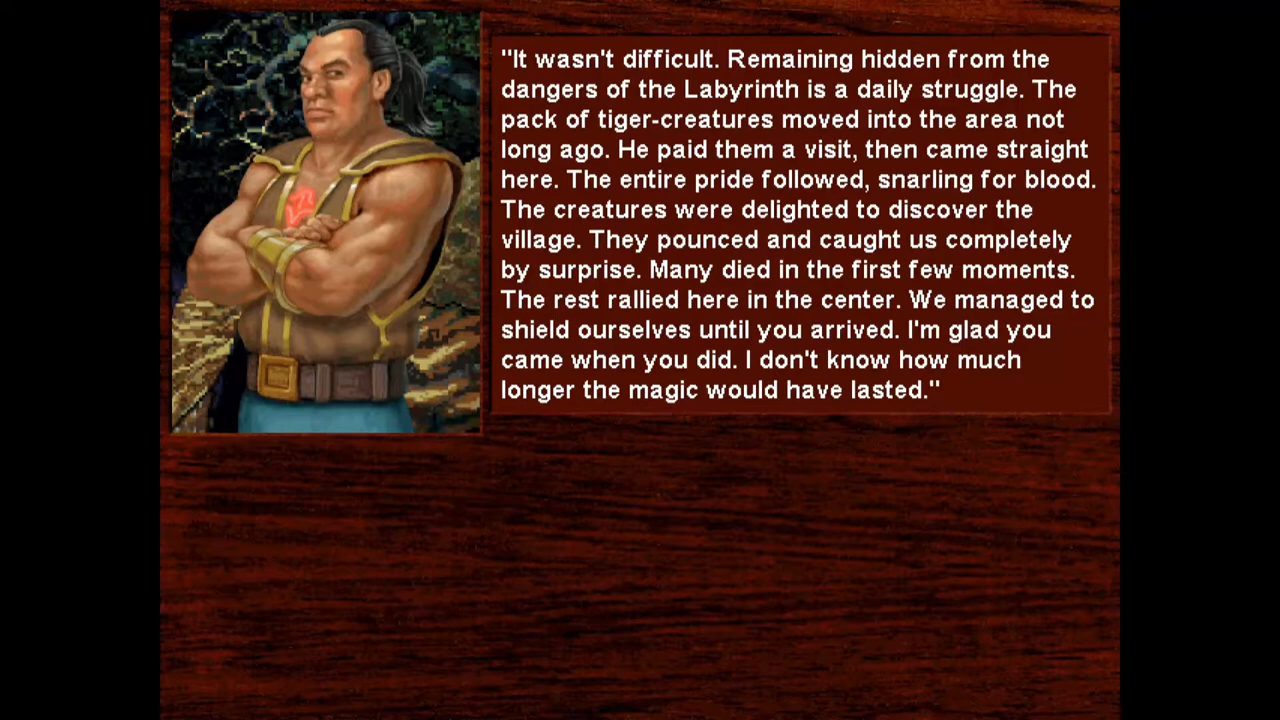 "It wasn't difficult. Remaining hidden from the
dangers of the Labyrinth is a daily struggle. The
pack of tiger-creatures moved into the area not
long ago. He paid them a visit, then came straight
here. The entire pride followed, snarling for blood.
The creatures were delighted to discover the
village. They pounced and caught us completely
by surprise. Many died in the first few moments.
The rest rallied here in the center. We managed to
shield ourselves until you arrived. I'm glad you
came when you did. I don't know how much
longer the magic would have lasted."